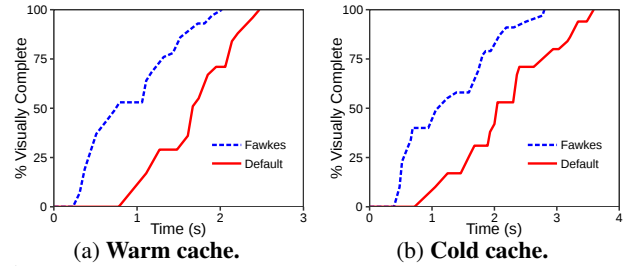 % Visually Complete
100
75
50
25
0
Fawkes
Default
0 1 2 3
Time (s)
(a) Warm cache.
% Visually Complete
100
75
50
25
0
Fawkes
Default
0 1 2 3 4
Time (s)
(b) Cold cache.